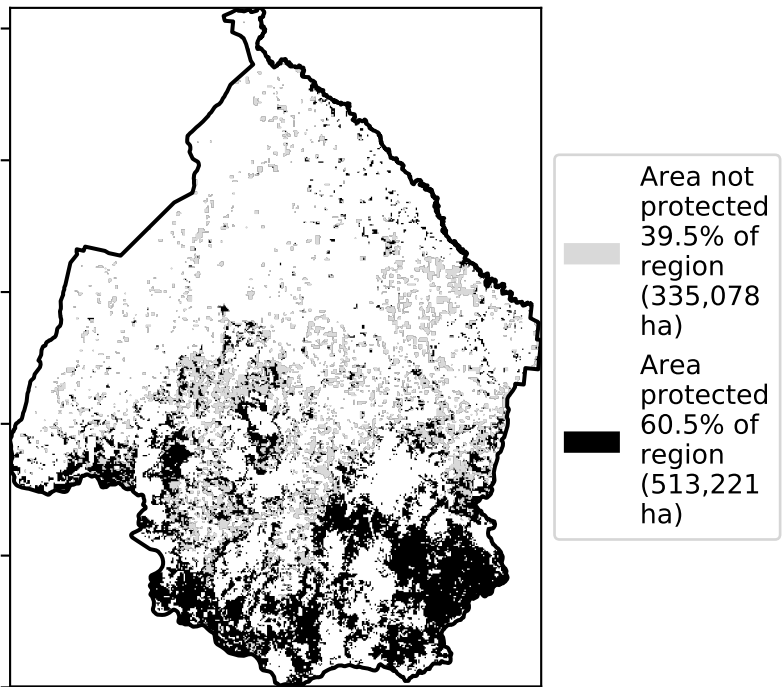 Area not
protected
39.5% of
region
(335,078
ha)
Area
protected
60.5% of
region
(513,221
ha)